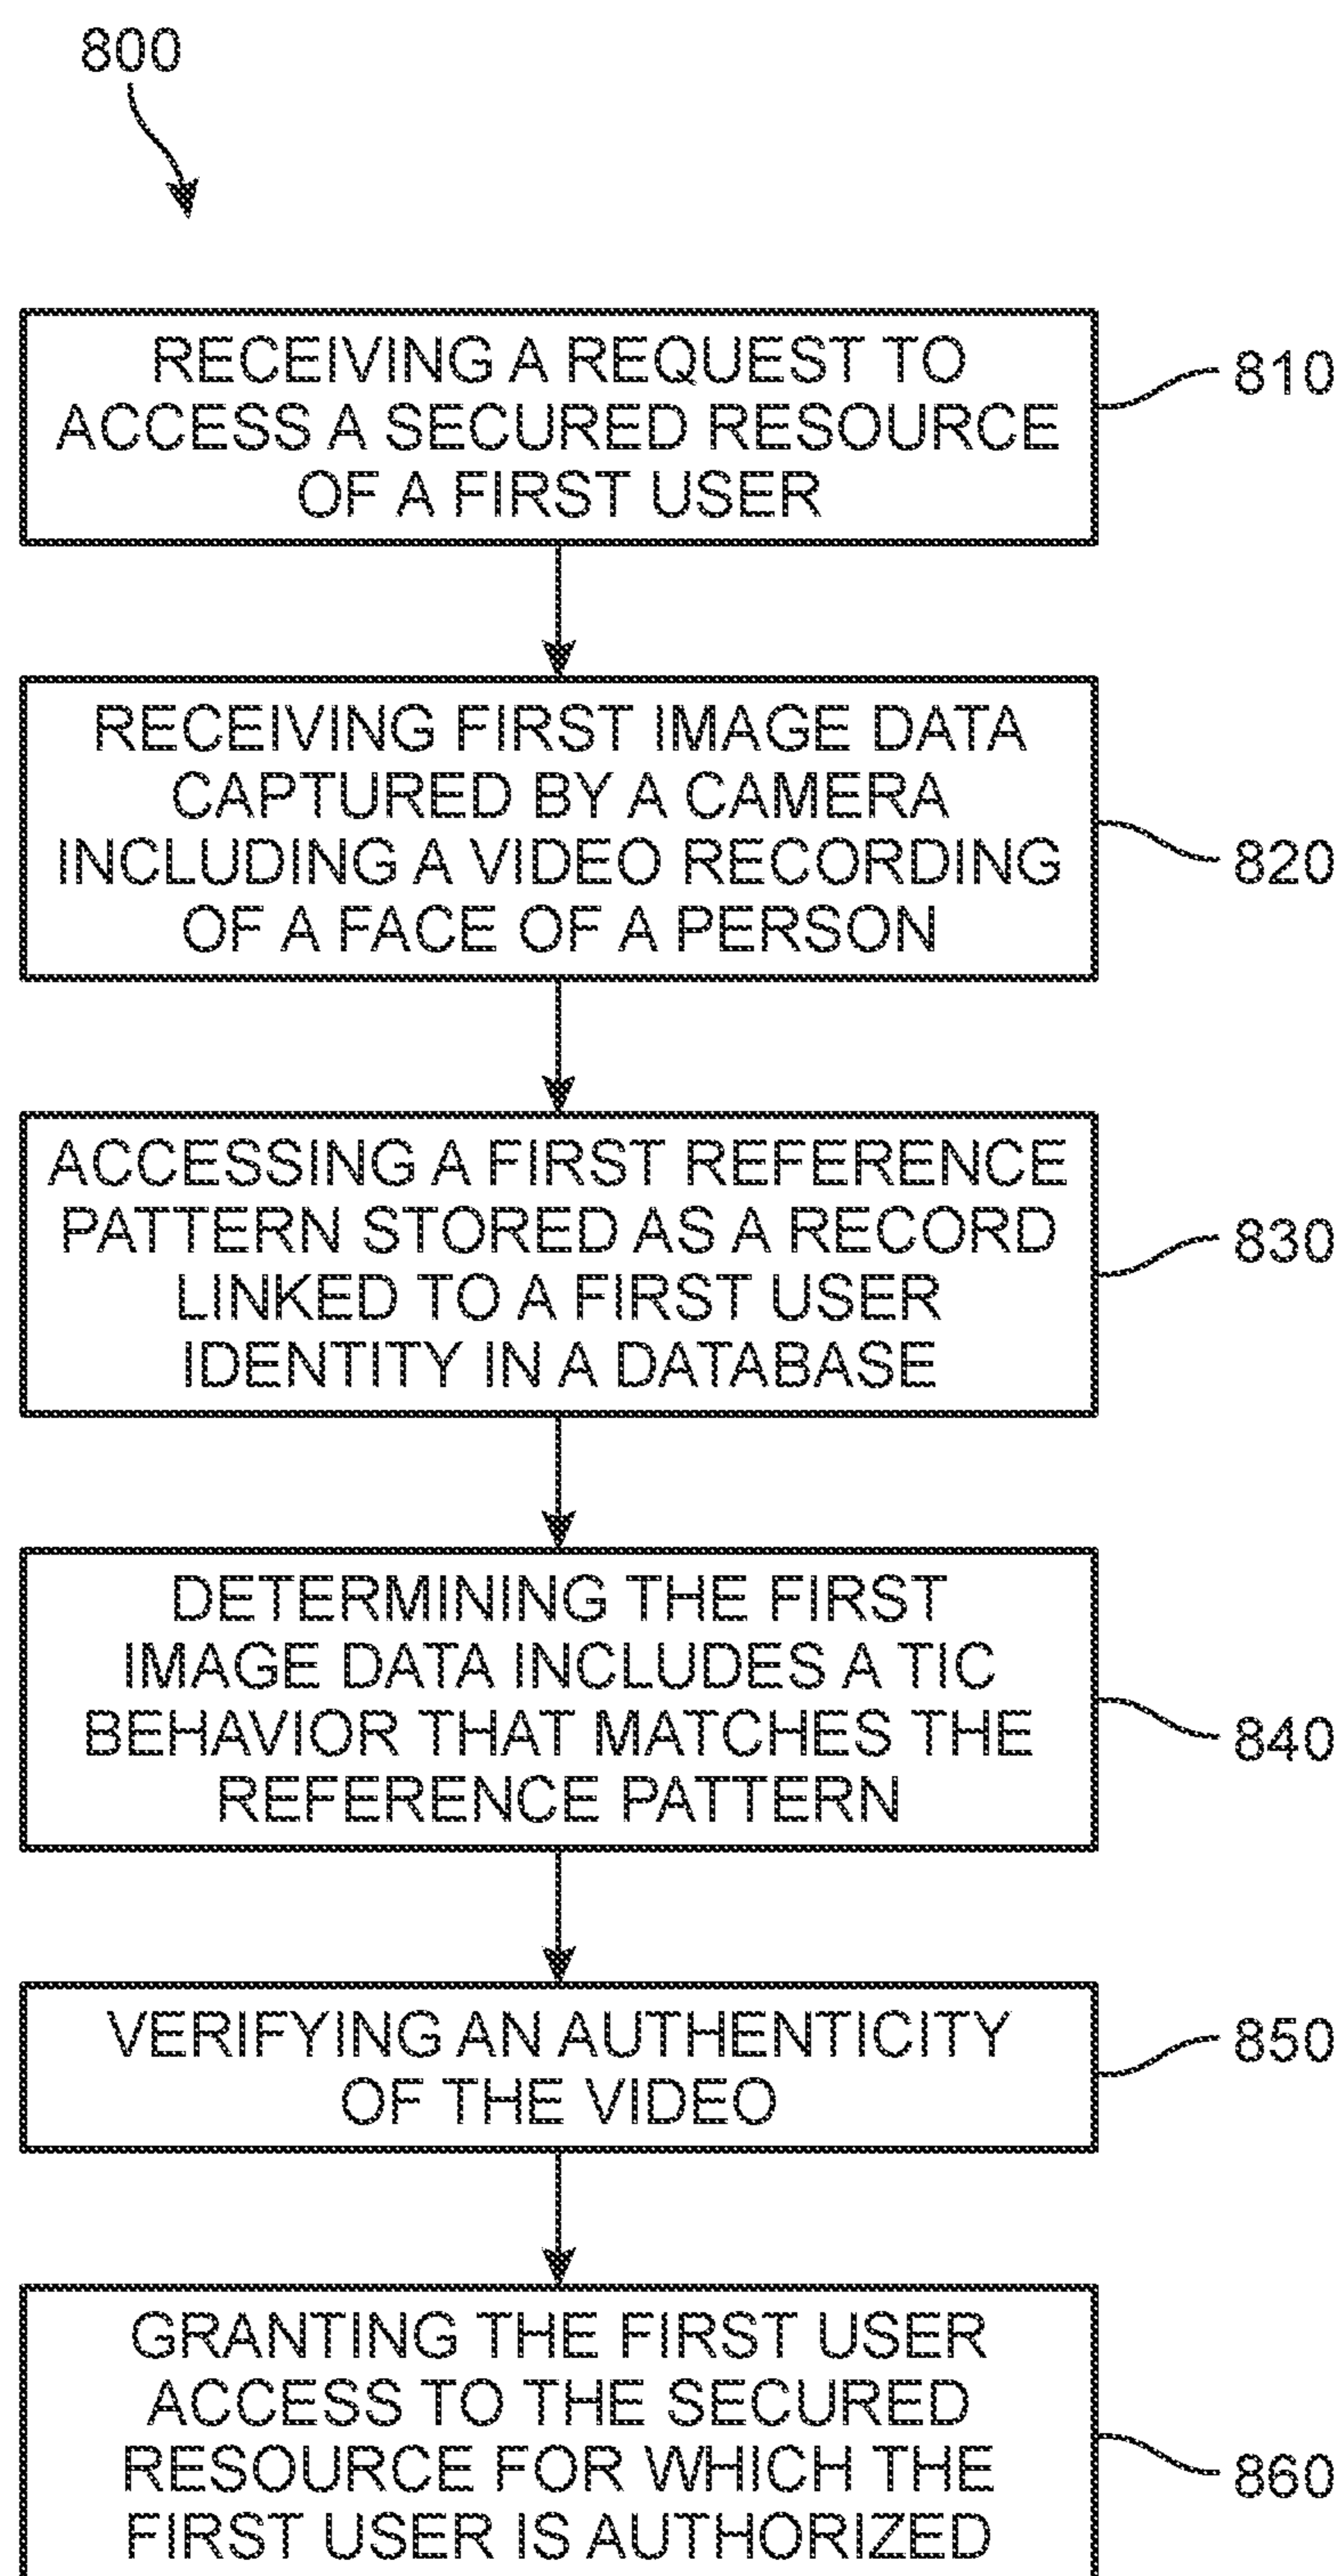 800
RECEIVING A REQUEST TO
ACCESS A SECURED RESOURCE
OF A FIRST USER
810
RECEIVING FIRST IMAGE DATA
CAPTURED BY A CAMERA
INCLUDING A VIDEO RECORDING
OF A FACE OF A PERSON
820
ACCESSING A FIRST REFERENCE
PATTERN STORED AS A RECORD
LINKED TO A FIRST USER
IDENTITY IN A DATABASE
830
DETERMINING THE FIRST
IMAGE DATA INCLUDES A TIC
BEHAVIOR THAT MATCHES THE
REFERENCE PATTERN
840
VERIFYING AN AUTHENTICITY
OF THE VIDEO
850
GRANTING THE FIRST USER
ACCESS TO THE SECURED
RESOURCE FOR WHICH THE
FIRST USER IS AUTHORIZED
860